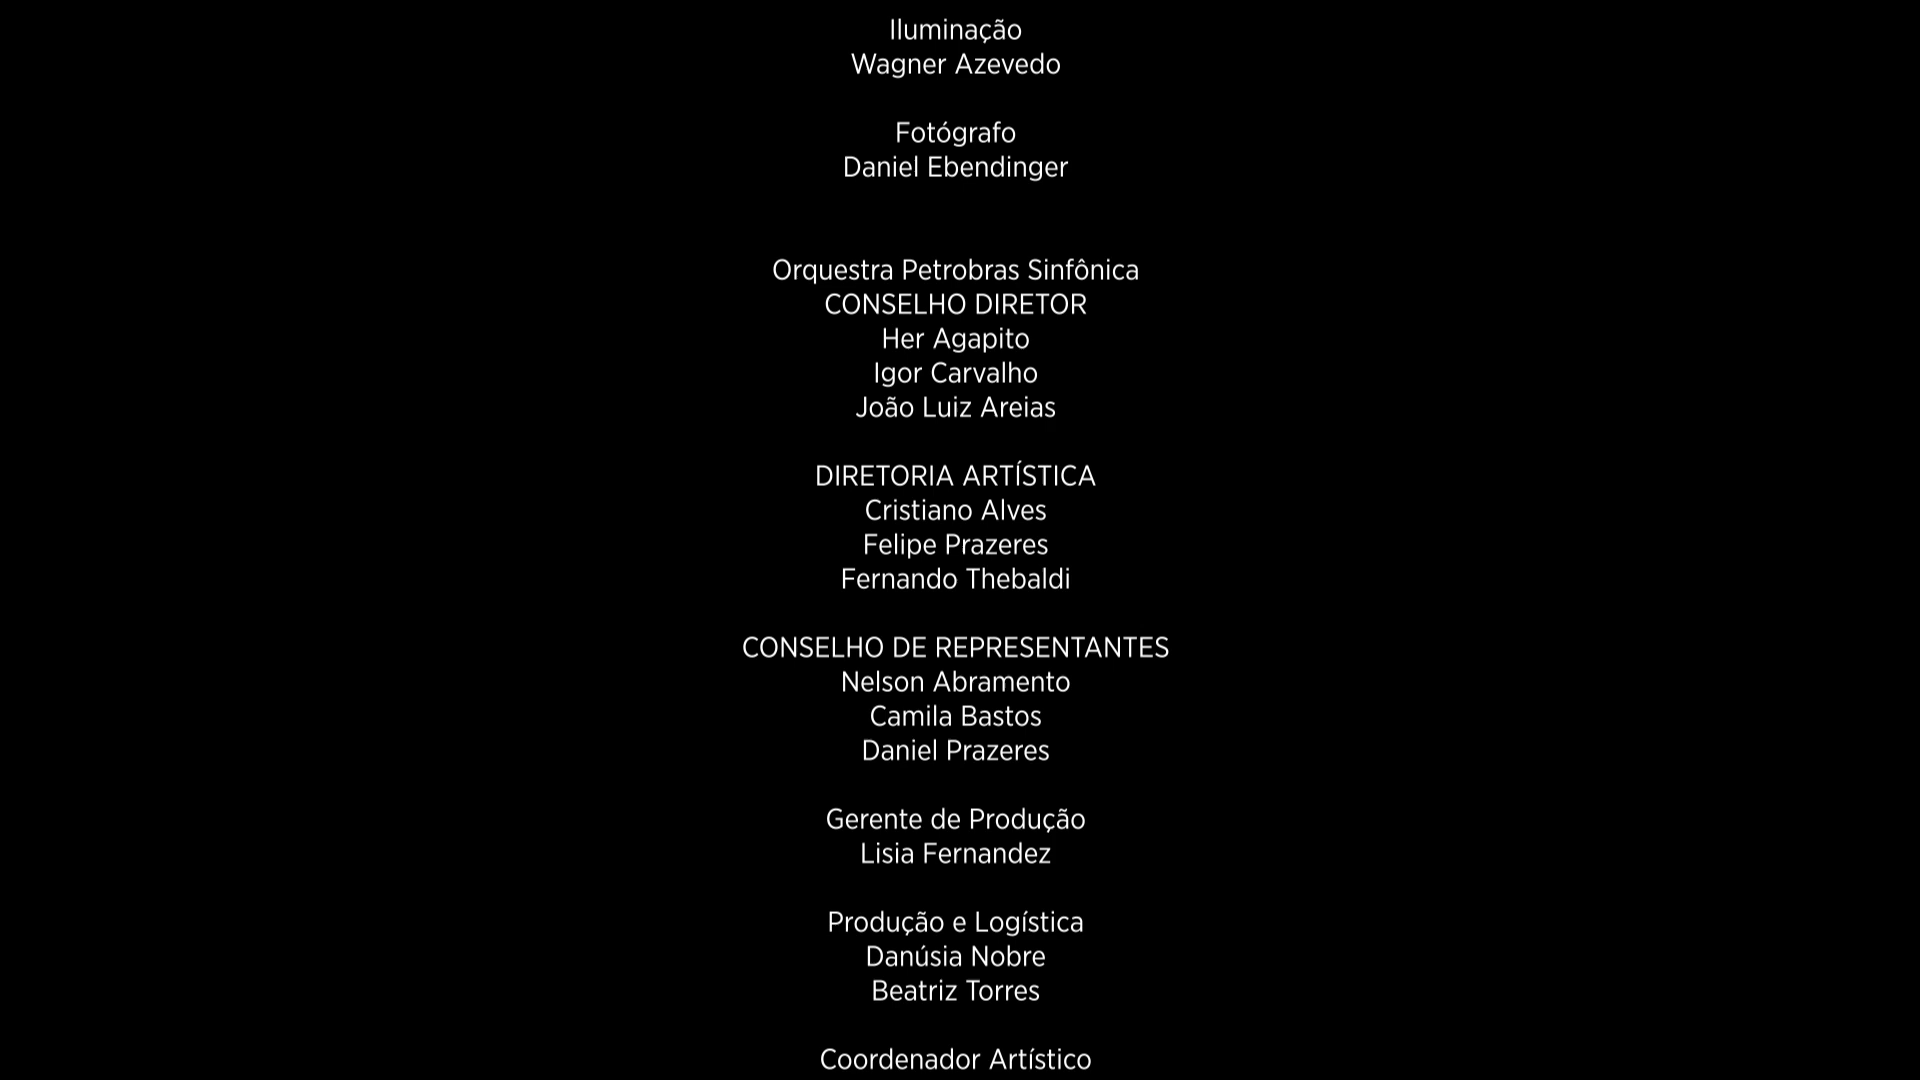 Iluminação
Wagner Azevedo
Fotógrafo
Daniel Ebendinger
Orquestra Petrobras Sinfônica
CONSELHO DIRETOR
Her Agapito
Igor Carvalho
João Luiz Areias
DIRETORIA ARTÍSTICA
Cristiano Alves
Felipe Prazeres
Fernando Thebaldi
CONSELHO DE REPRESENTANTES
Nelson Abramento
Camila Bastos
Daniel Prazeres
Gerente de Produção
Lisia Fernandez
Produção e Logística
Danúsia Nobre
Beatriz Torres
Coordenador Artístico